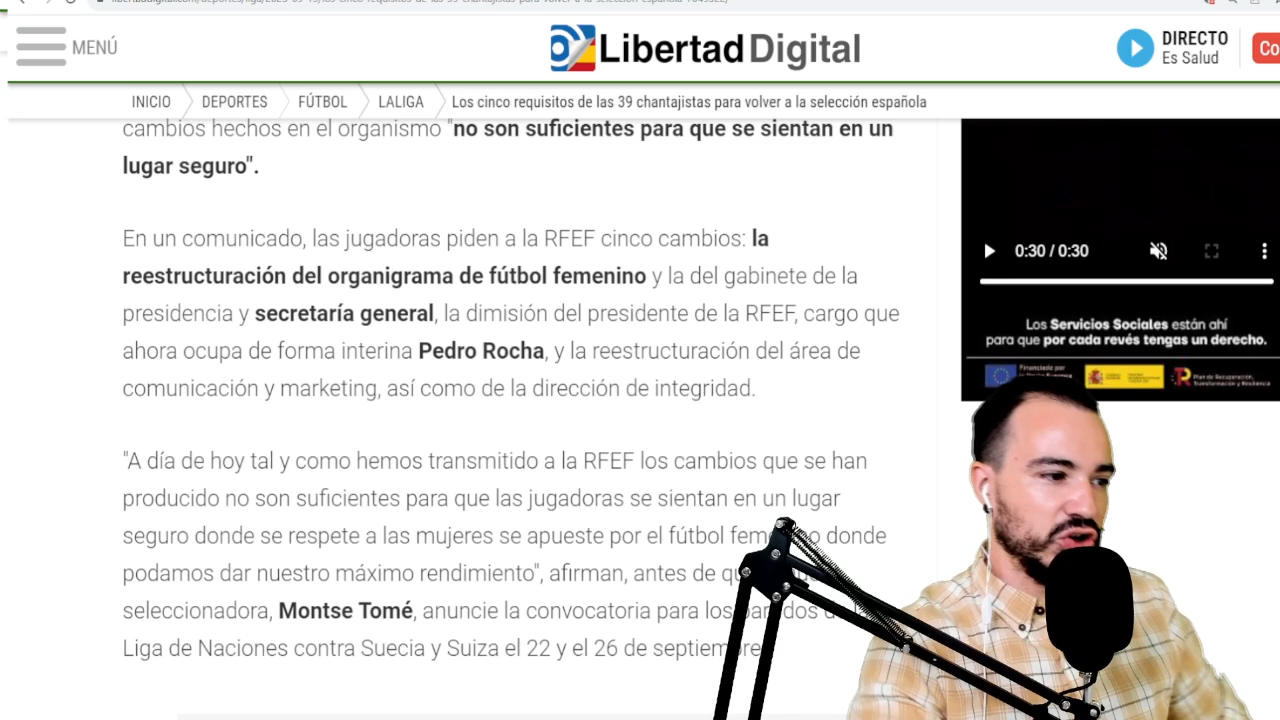 MENÚ
Libertad Digital
DIRECTO
Es Salud
Co
INICIO
DEPORTES
FÚTBOL
LALIGA
Los cinco requisitos de las 39 chantajistas para volver a la selección española
cambios hechos en el organismo "no son suficientes para que se sientan en un
lugar seguro".
En un comunicado, las jugadoras piden a la RFEF cinco cambios: la
reestructuración del organigrama de fútbol femenino y la del gabinete de la
presidencia y secretaría general, la dimisión del presidente de la RFEF, cargo que
ahora ocupa de forma interina Pedro Rocha, y la reestructuración del área de
comunicación y marketing, así como de la dirección de integridad.
"A día de hoy tal y como hemos transmitido a la RFEF los cambios que se han
producido no son suficientes para que las jugadoras se sientan en un lugar
seguro donde se respete a las mujeres se apueste por el fútbol donde
podamos dar nuestro máximo rendimiento", afirman, antes de
seleccionadora, Montse Tomé, anuncie la convocatoria para los
Liga de Naciones contra Suecia y Suiza el 22 y el 26 de
0:30 / 0:30
Los Servicios Sociales están ahí
para que por cada revés tengas un derecho.
Financiado por
Plan de Recuperación,
Transformación y Resiliencia